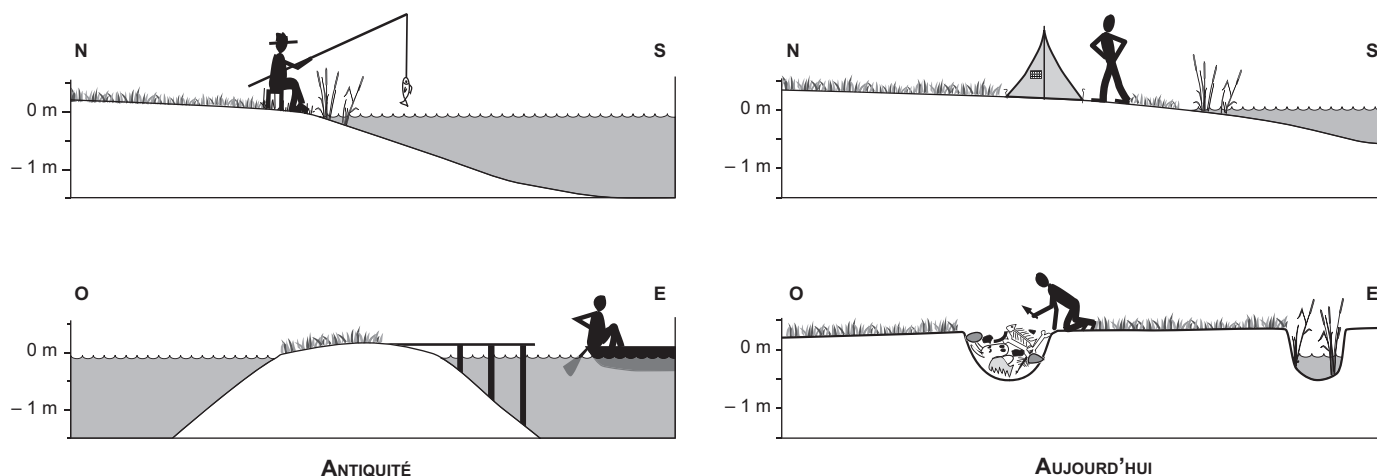 N
S
0 m
– 1 m
N
S
0 m
– 1 m
O
E
0 m
– 1 m
O
E
0 m
– 1 m
ANTIQUITÉ
AUJOURD'HUI